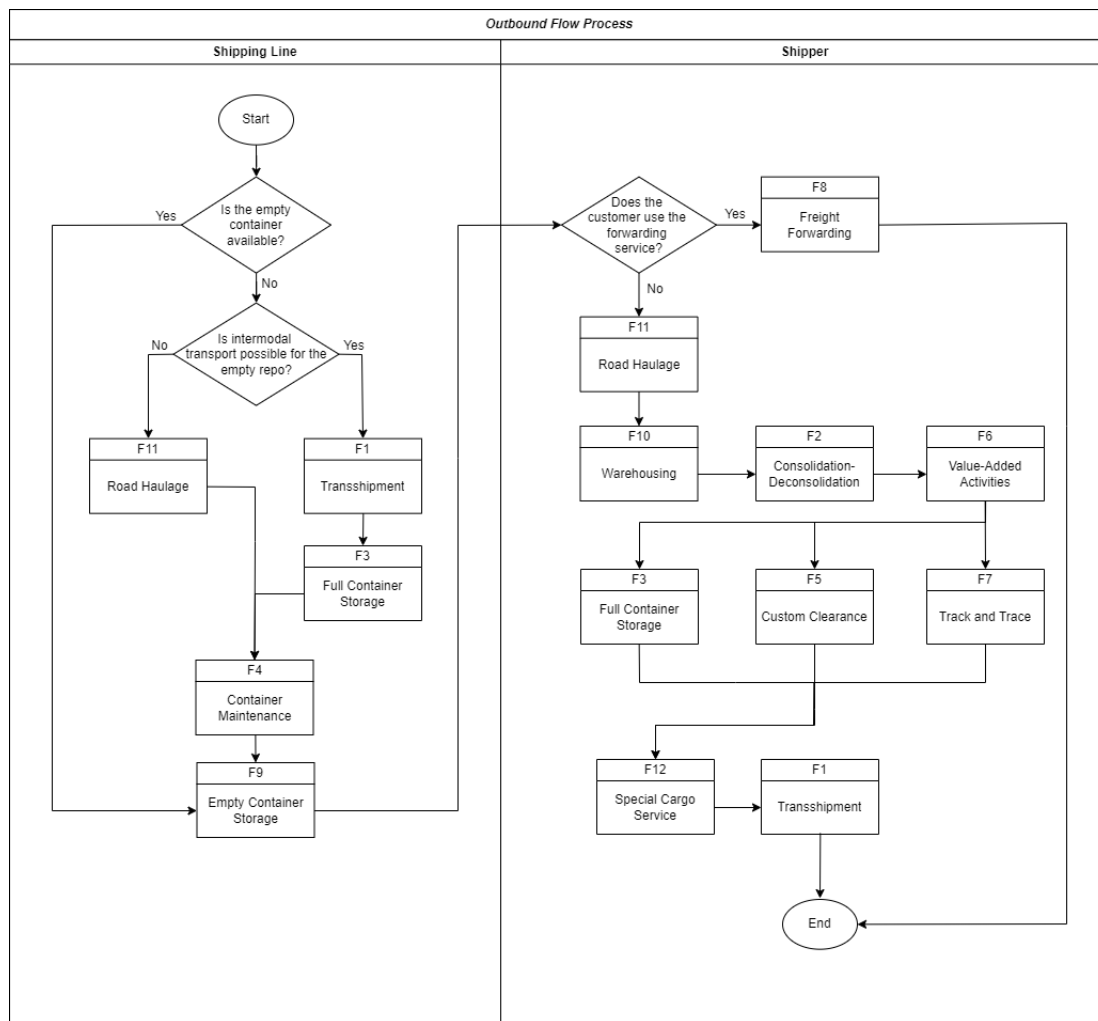 Outbound Flow Process
Shipping Line
Shipper
Start
Is the empty
container
available?
Yes
No
Is intermodal
transport possible for the
empty repo?
No
Yes
F11
Road Haulage
F1
Transshipment
F3
Full Container
Storage
F4
Container
Maintenance
F9
Empty Container
Storage
Does the
customer use the
forwarding
service?
Yes
No
F8
Freight
Forwarding
F11
Road Haulage
F10
Warehousing
F2
Consolidation-
Deconsolidation
F6
Value-Added
Activities
F3
Full Container
Storage
F5
Custom Clearance
F7
Track and Trace
F12
Special Cargo
Service
F1
Transshipment
End